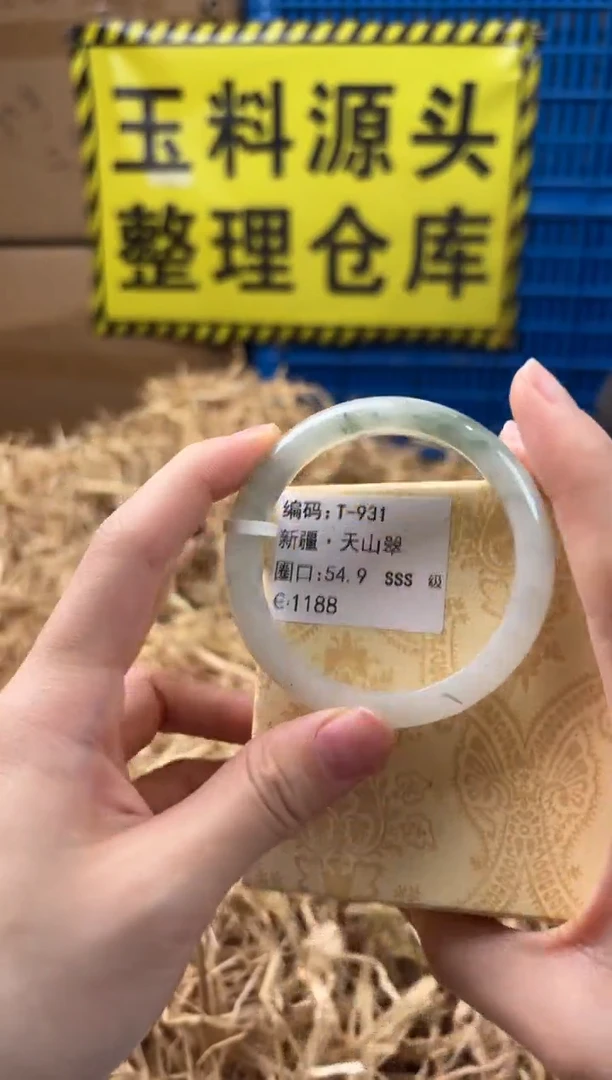 玉料源头
整理仓库
编码:T-931
新疆·天山翠
圈口:54.9 SSS 级
€:1188